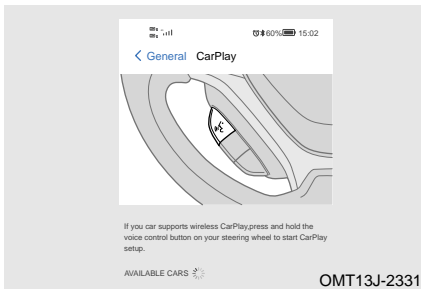 60% 15:02
General CarPlay
If you car supports wireless CarPlay,press and hold the
voice control button on your steering wheel to start CarPlay
setup.
AVAILABLE CARS
OMT13J-2331